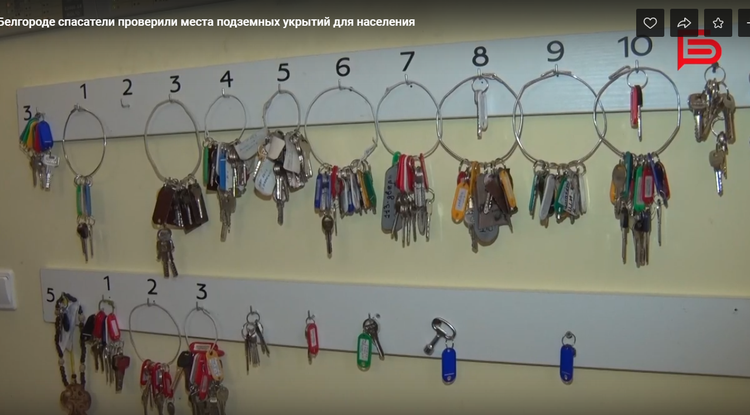 Белгороде спасатели проверили места подземных укрытий для населения
Б
3 1 2 3 4 5 6 7 8 9 10
5 1 2 3